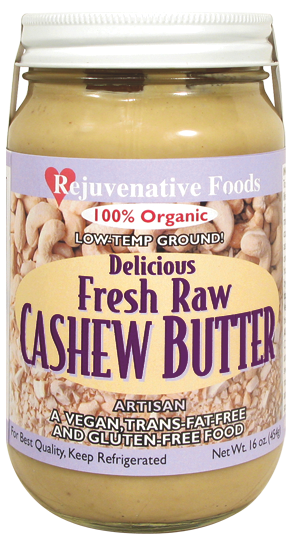 Rejuvenative Foods
100% Organic
LOW-TEMP GROUND!
Delicious
Fresh Raw
CASHEW BUTTER
ARTISAN
A VEGAN, TRANS-FAT-FREE
AND GLUTEN-FREE FOOD
For Best Quality, Keep Refrigerated
Net Wt. 16 oz. (454g)